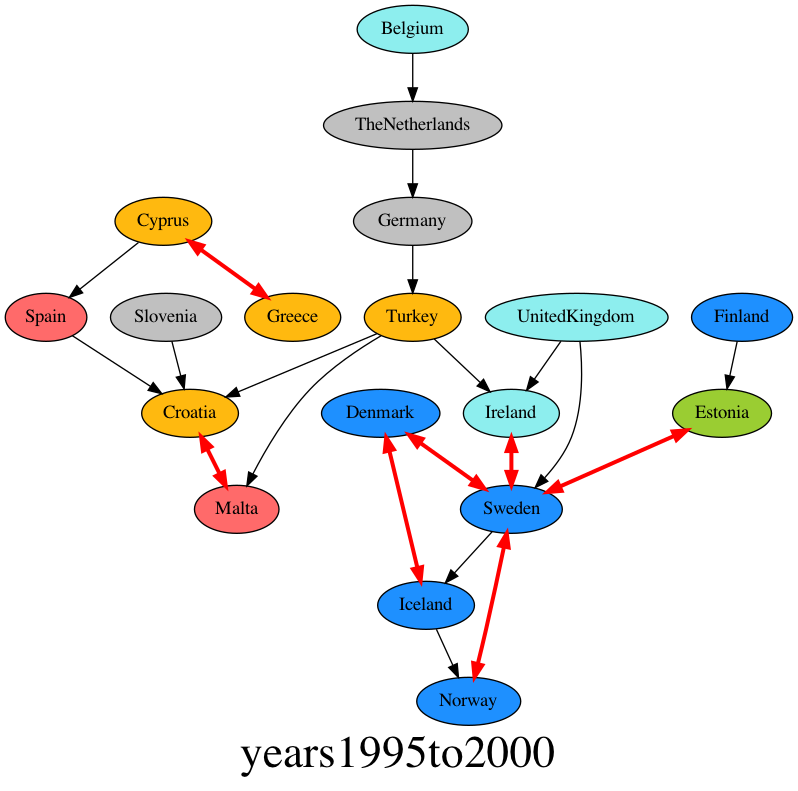 Belgium
TheNetherlands
Cyprus
Germany
Spain
Slovenia
Greece
Turkey
UnitedKingdom
Finland
Croatia
Denmark
Ireland
Estonia
Malta
Sweden
Iceland
Norway
years1995to2000